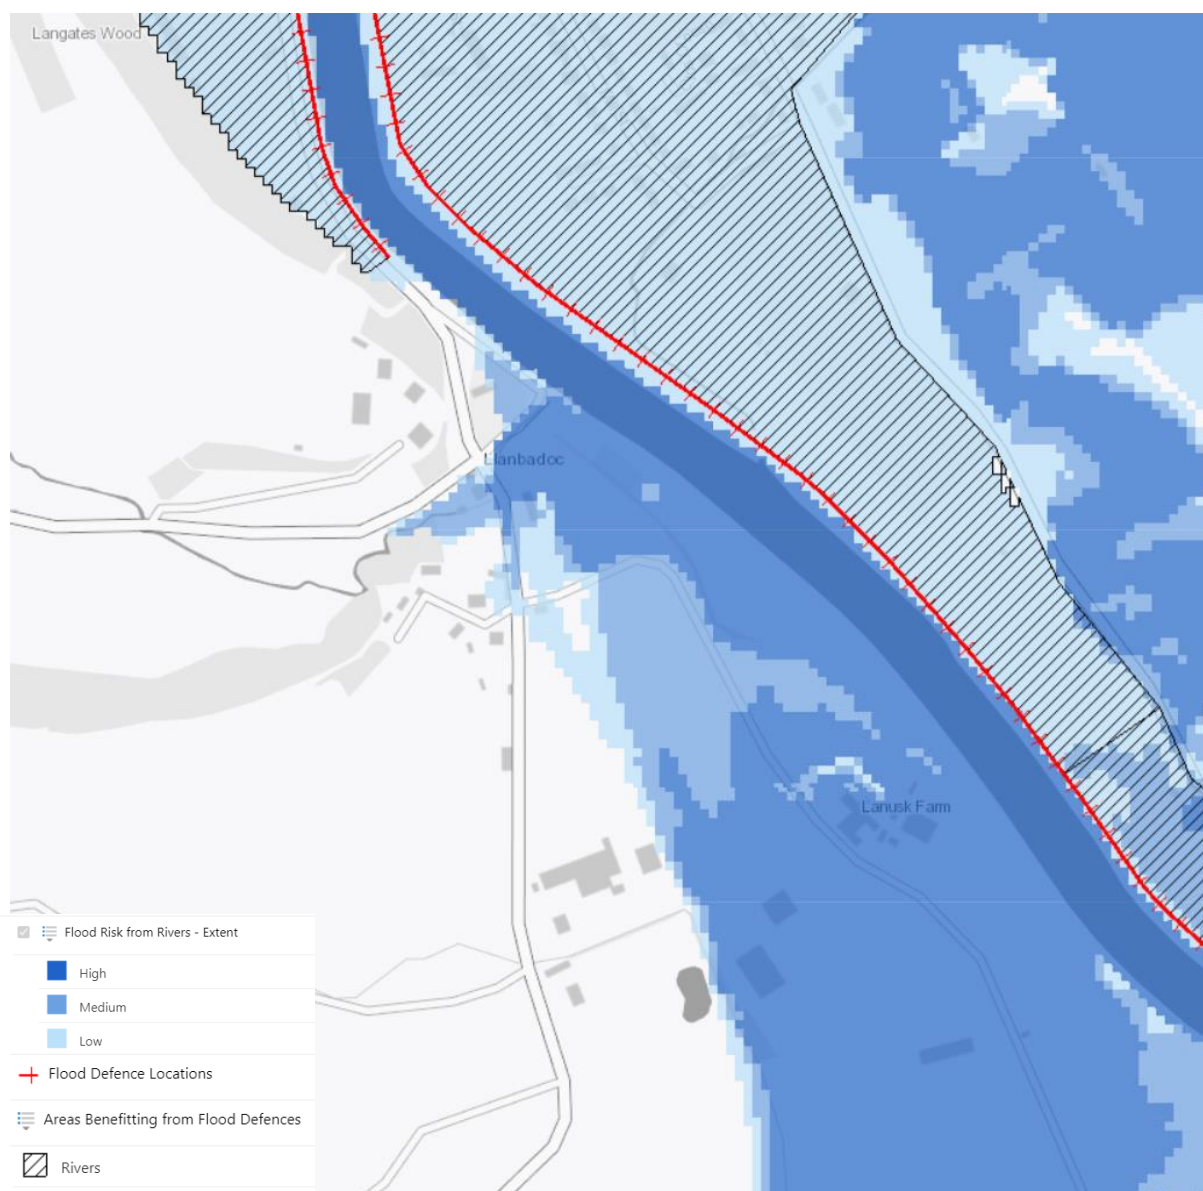 Langates Wood
Llanbadoc
Lanusk Farm
Flood Risk from Rivers - Extent
High
Medium
Low
Flood Defence Locations
Areas Benefitting from Flood Defences
Rivers